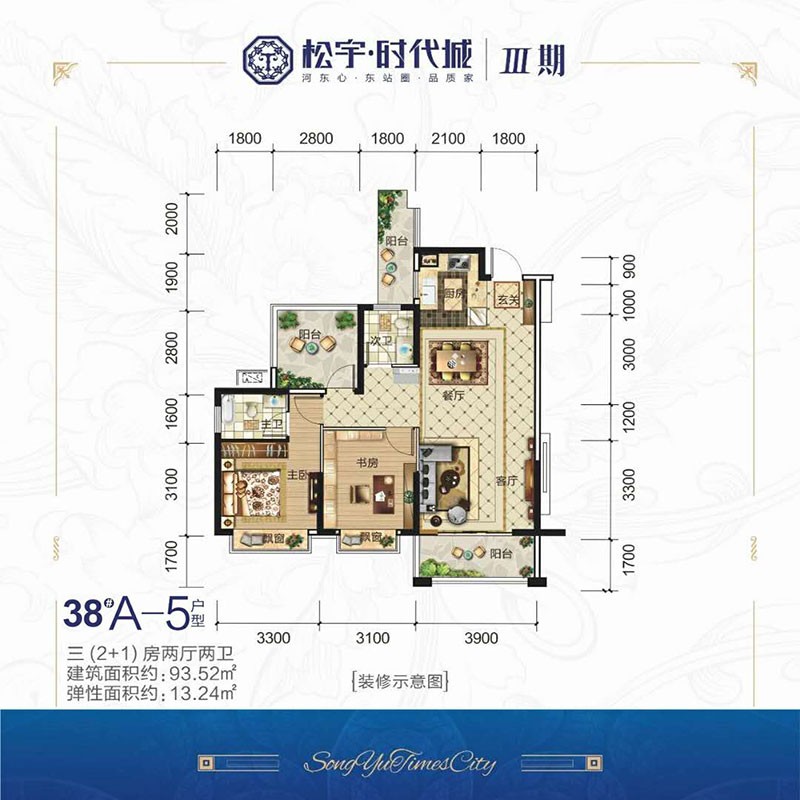 松宇·时代城 Ⅲ期
河东心·东站圈·品质家
1800 2800 1800 2100 1800
2000
1900
2800
1600
3100
1700
900
1000
3000
1200
3300
1700
阳台
厨房
玄关
阳台
次卫
餐厅
主卫
主卧
书房
客厅
飘窗
飘窗
阳台
3300 3100 3900
38#A-5户型
三(2+1)房两厅两卫
建筑面积约:93.52㎡
弹性面积约:13.24㎡
[装修示意图]
SongYuTimesCity